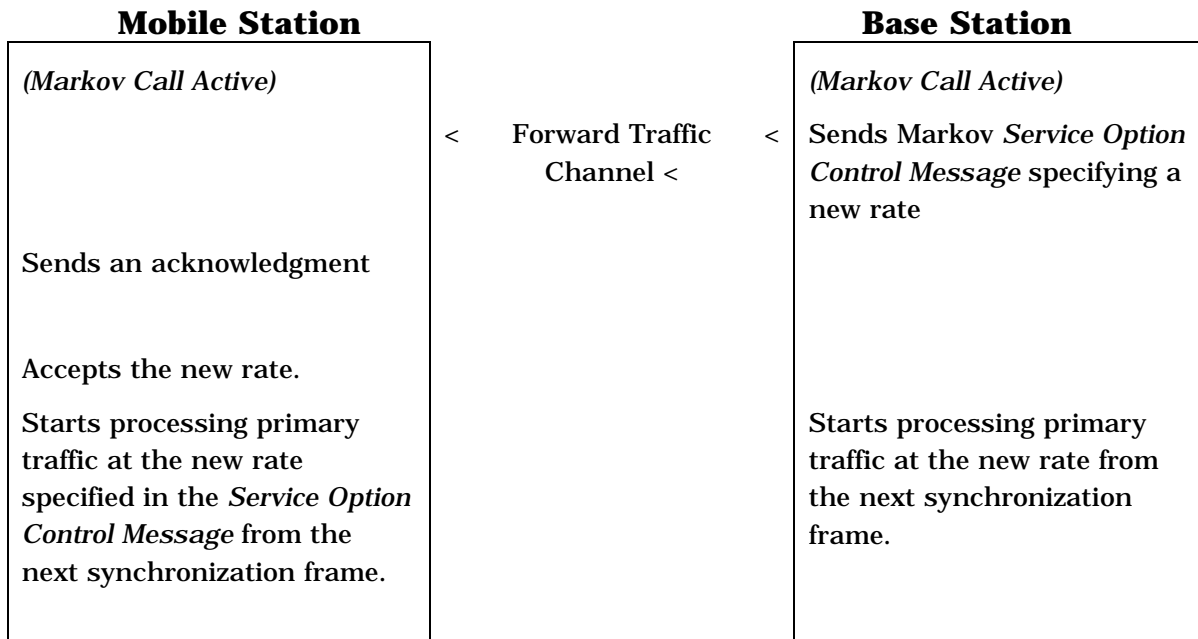 Mobile Station
Base Station
(Markov Call Active)
(Markov Call Active)
< Forward Traffic <
Channel <
Sends Markov Service Option
Control Message specifying a
new rate
Sends an acknowledgment
Accepts the new rate.
Starts processing primary
traffic at the new rate
specified in the Service Option
Control Message from the
next synchronization frame.
Starts processing primary
traffic at the new rate from
the next synchronization
frame.